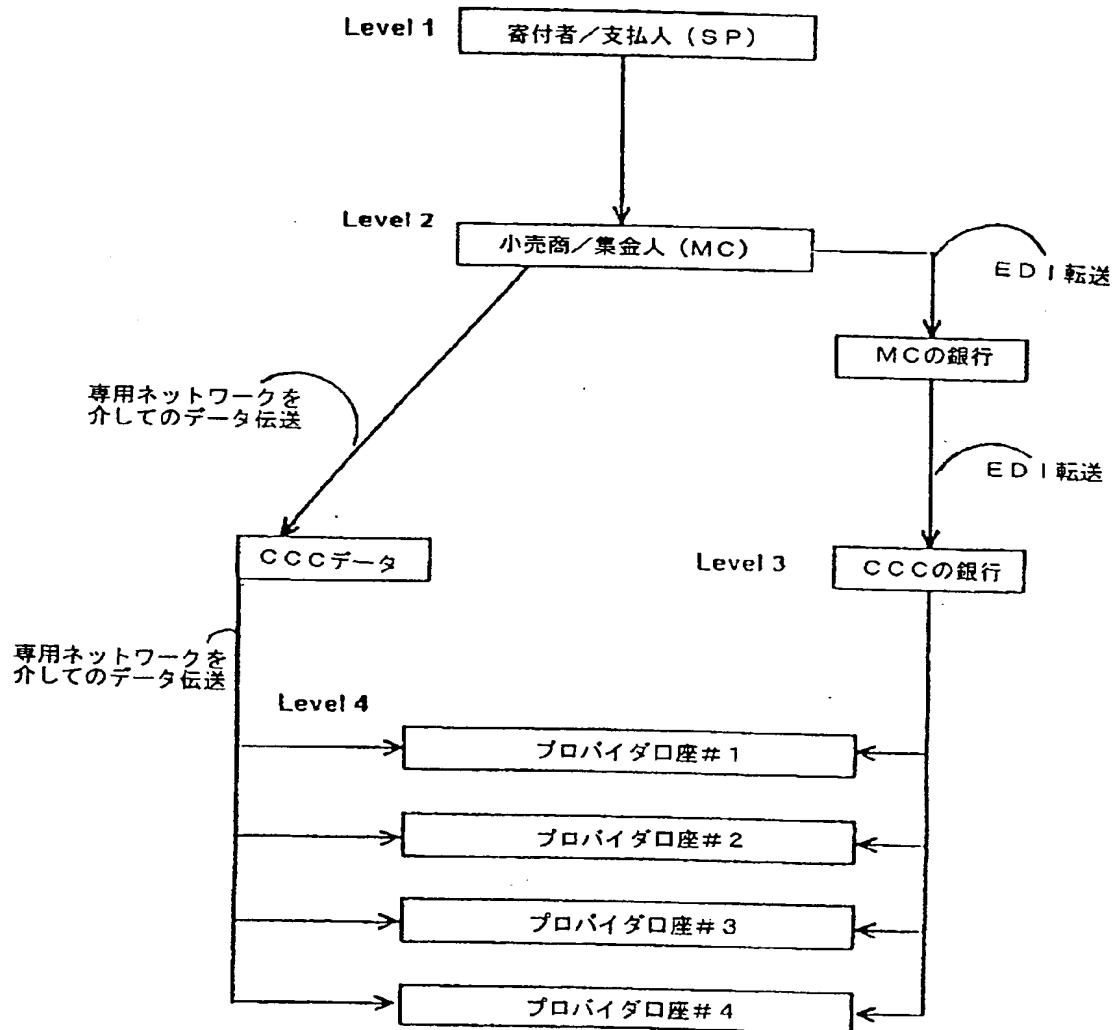 Level 1
寄付者／支払人（ＳＰ）
Level 2
小売商／集金人（ＭＣ）
ＥＤＩ転送
ＭＣの銀行
専用ネットワークを
介してのデータ伝送
ＥＤＩ転送
ＣＣＣデータ
Level 3
ＣＣＣの銀行
専用ネットワークを
介してのデータ伝送
Level 4
プロバイダ口座＃１
プロバイダ口座＃２
プロバイダ口座＃３
プロバイダ口座＃４